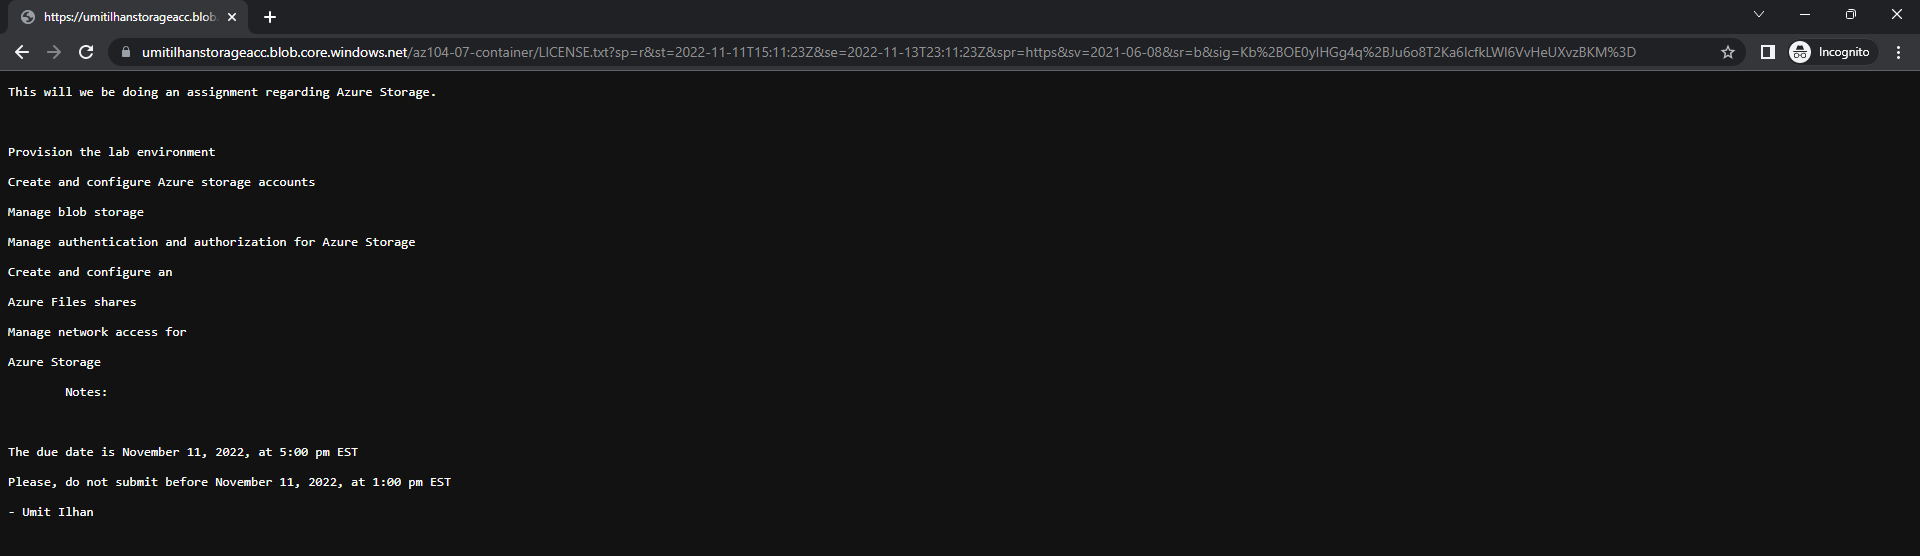 https://umitilhanstorageacc.blob.
umitilhanstorageacc.blob.core.windows.net/az104-07-container/LICENSE.txt?sp=r&st=2022-11-11T15:11:23Z&se=2022-11-13T23:11:23Z&spr=https&sv=2021-06-08&sr=b&sig=Kb%2BOE0ylHGg4q%2BJu6o8T2Ka6IcfkLWl6VvHeUXvzBKM%3D
Incognito
This will we be doing an assignment regarding Azure Storage.
Provision the lab environment
Create and configure Azure storage accounts
Manage blob storage
Manage authentication and authorization for Azure Storage
Create and configure an
Azure Files shares
Manage network access for
Azure Storage
Notes:
The due date is November 11, 2022, at 5:00 pm EST
Please, do not submit before November 11, 2022, at 1:00 pm EST
- Umit Ilhan